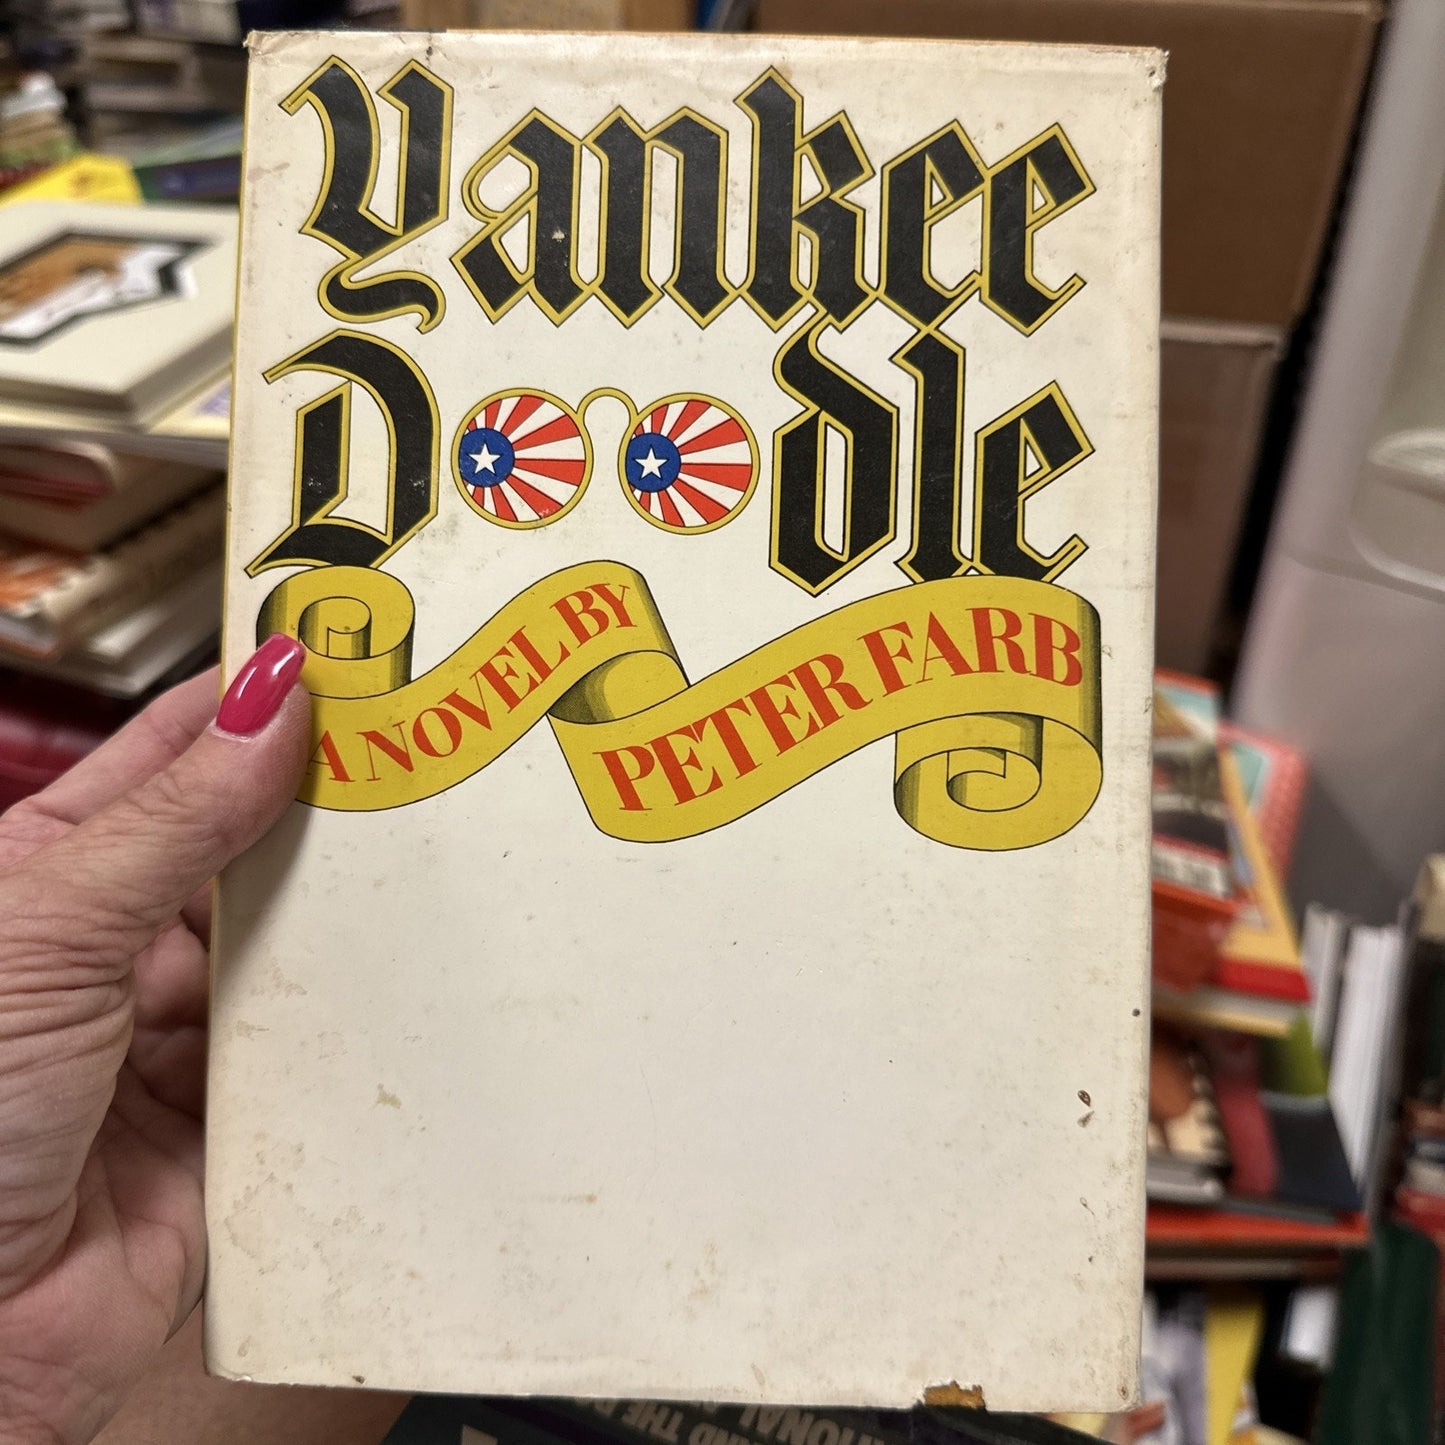 Yankee
Doodle
A NOVEL BY
PETER FARB